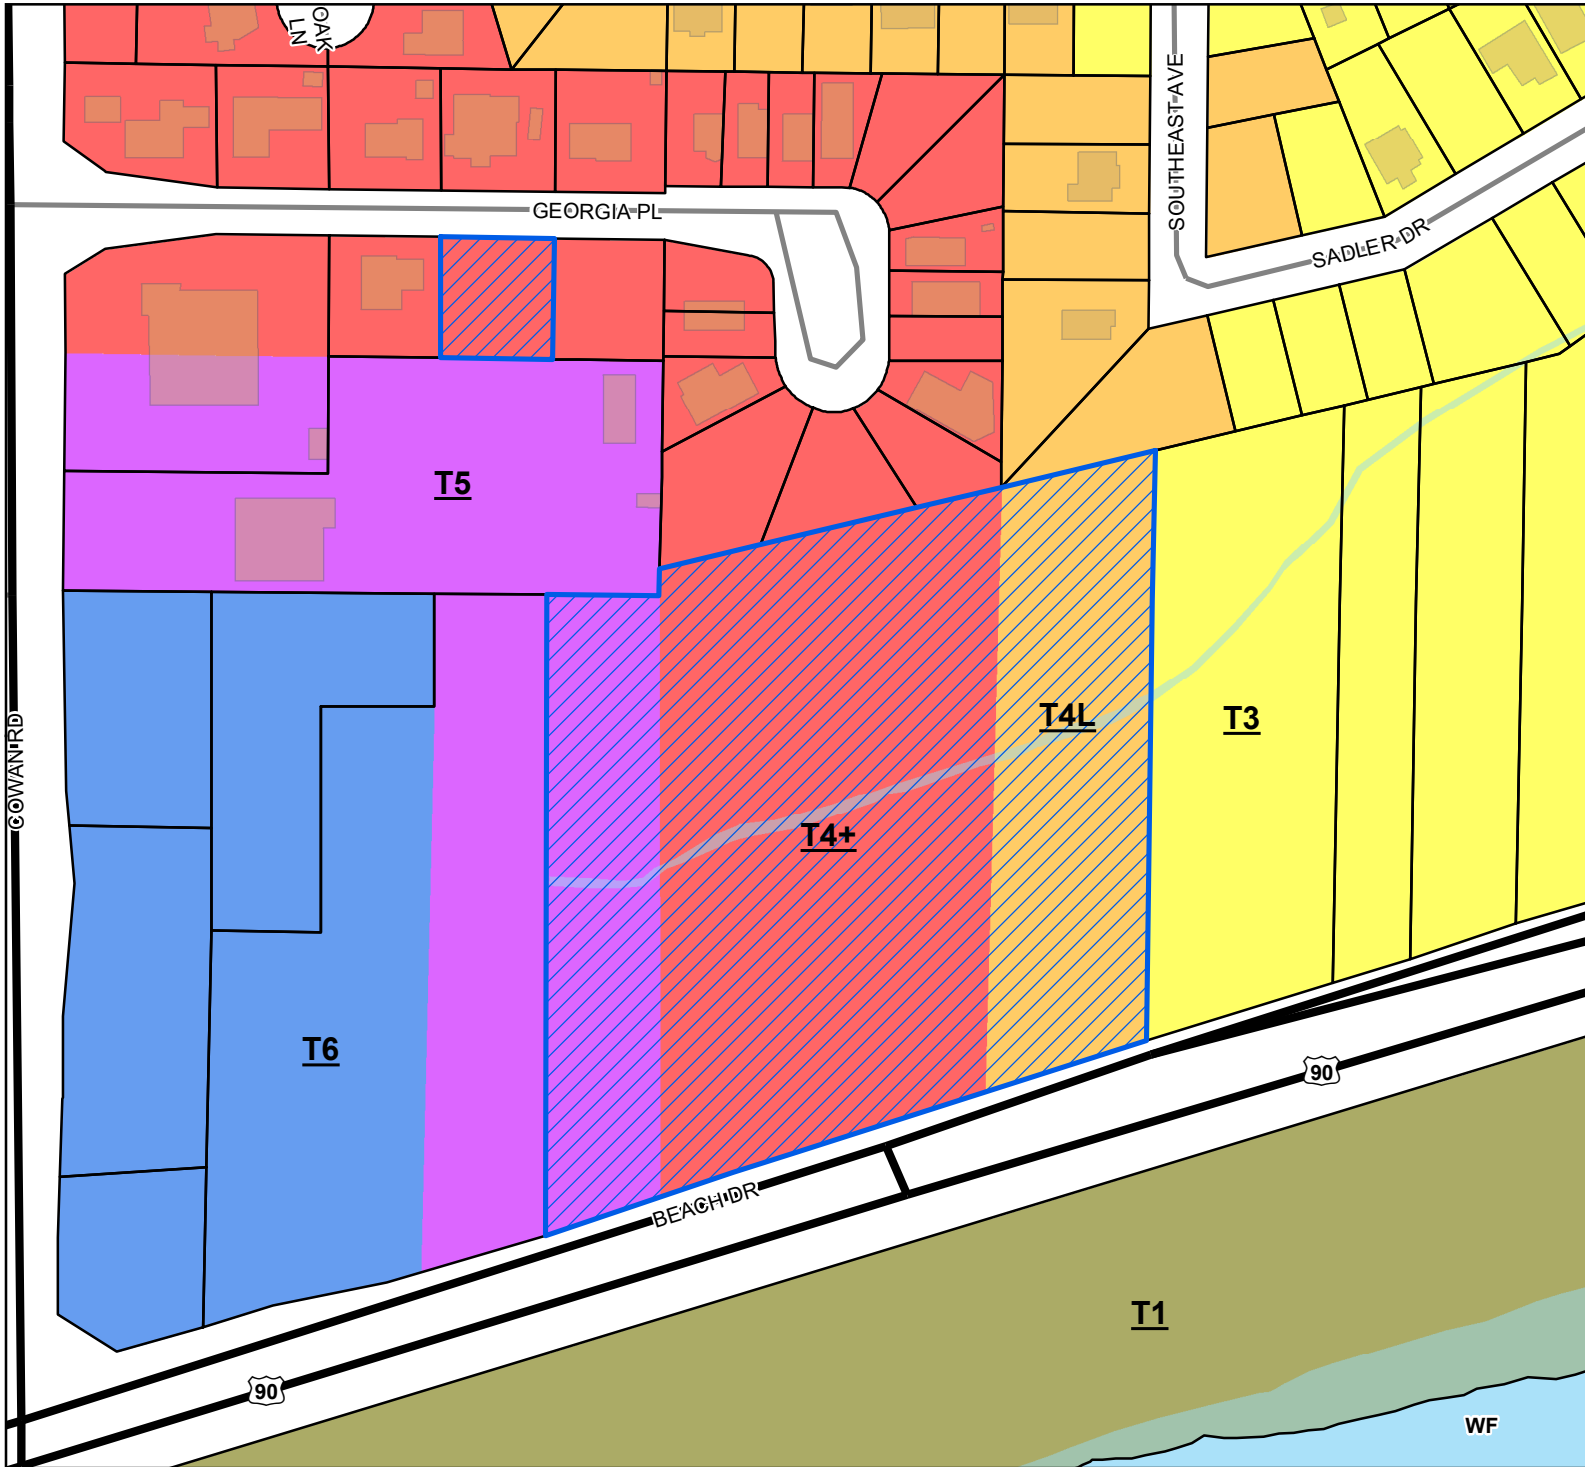 OAK
LN
SOUTHEAST AVE
GEORGIA PL
SADLER DR
T5
T4L
T3
COWAN RD
T4+
T6
90
BEACH DR
T1
90
WF